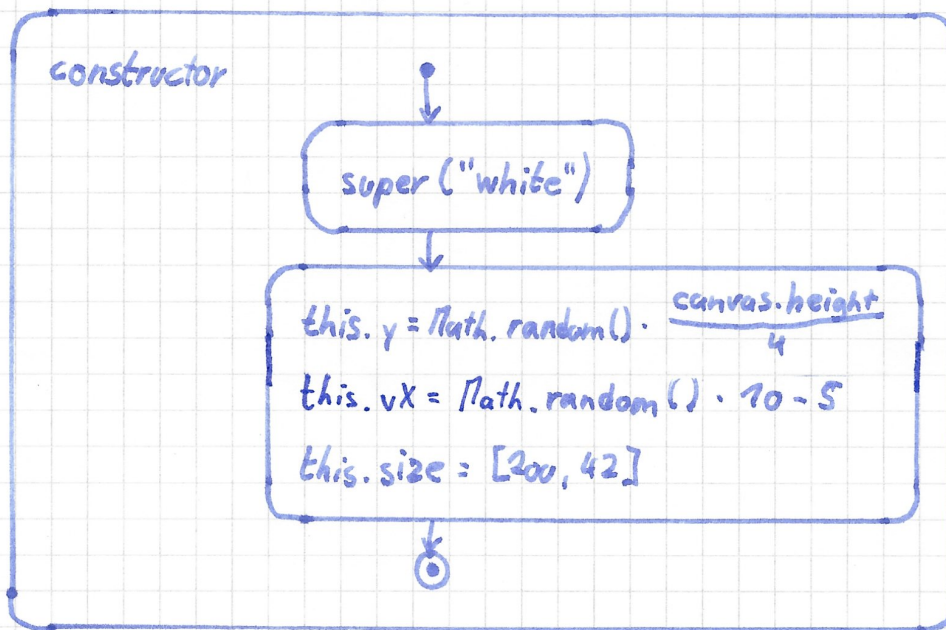 constructor
super ("white")
this.y = Math.random() · canvas.height
4
this.vX = Math.random() · 10 - 5
this.size = [200, 42]